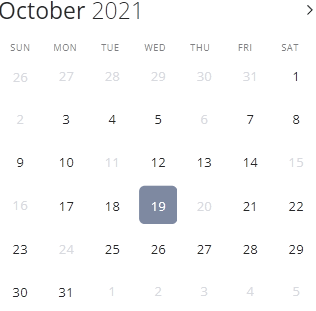 October 2021
SUN MON TUE WED THU FRI SAT
26 27 28 29 30 31 1
2 3 4 5 6 7 8
9 10 11 12 13 14 15
16 17 18 19 20 21 22
23 24 25 26 27 28 29
30 31 1 2 3 4 5